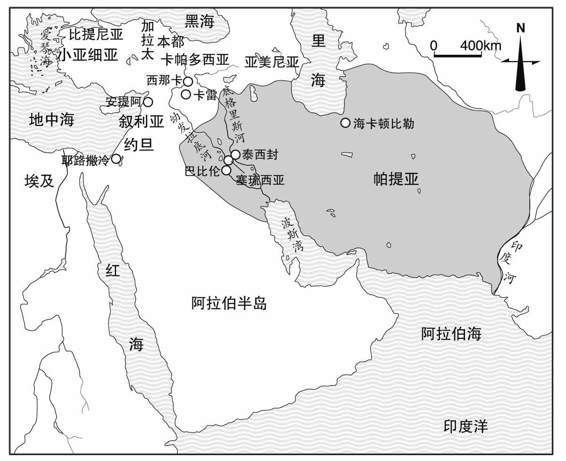 黑海
加拉太
本都
比提尼亚
爱琴海
小亚细亚
卡帕多西亚
亚美尼亚
里海
N
0 400km
西那卡
卡雷
安提阿
底格里斯河
幼发拉底河
地中海
叙利亚
海卡顿比勒
约旦
泰西封
耶路撒冷
巴比伦
塞琉西亚
埃及
帕提亚
波斯湾
印度河
红海
阿拉伯半岛
阿拉伯海
印度洋